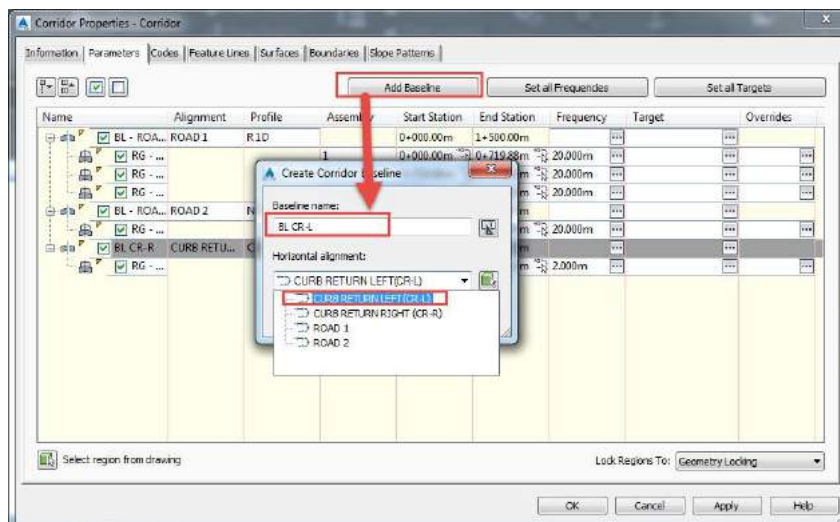 Corridor Properties - Corridor
Information Parameters Codes Feature Lines Surfaces Boundaries Slope Patterns
Add Baseline Set all Frequencies Set all Targets
Name Alignment Profile Assembly Start Station End Station Frequency Target Overrides
BL - ROA... ROAD 1 R1D 0+000.00m 1+500.00m
RG - ... 1 0+000.00m 0+719.88m 20.000m
RG - ... m 20.000m
RG - ... m 20.000m
BL - ROA... ROAD 2 N m
RG - ... m 20.000m
BL CR-R CURB RETU... C m
RG - ... m 2.000m
Create Corridor Baseline
Baseline name:
BL CR-L
Horizontal alignment:
CURB RETURN LEFT(CR-L)
CURB RETURN LEFT(CR-L)
CURB RETURN RIGHT (CR-R)
ROAD 1
ROAD 2
Select region from drawing
Lock Regions To: Geometry Locking
OK Cancel Apply Help